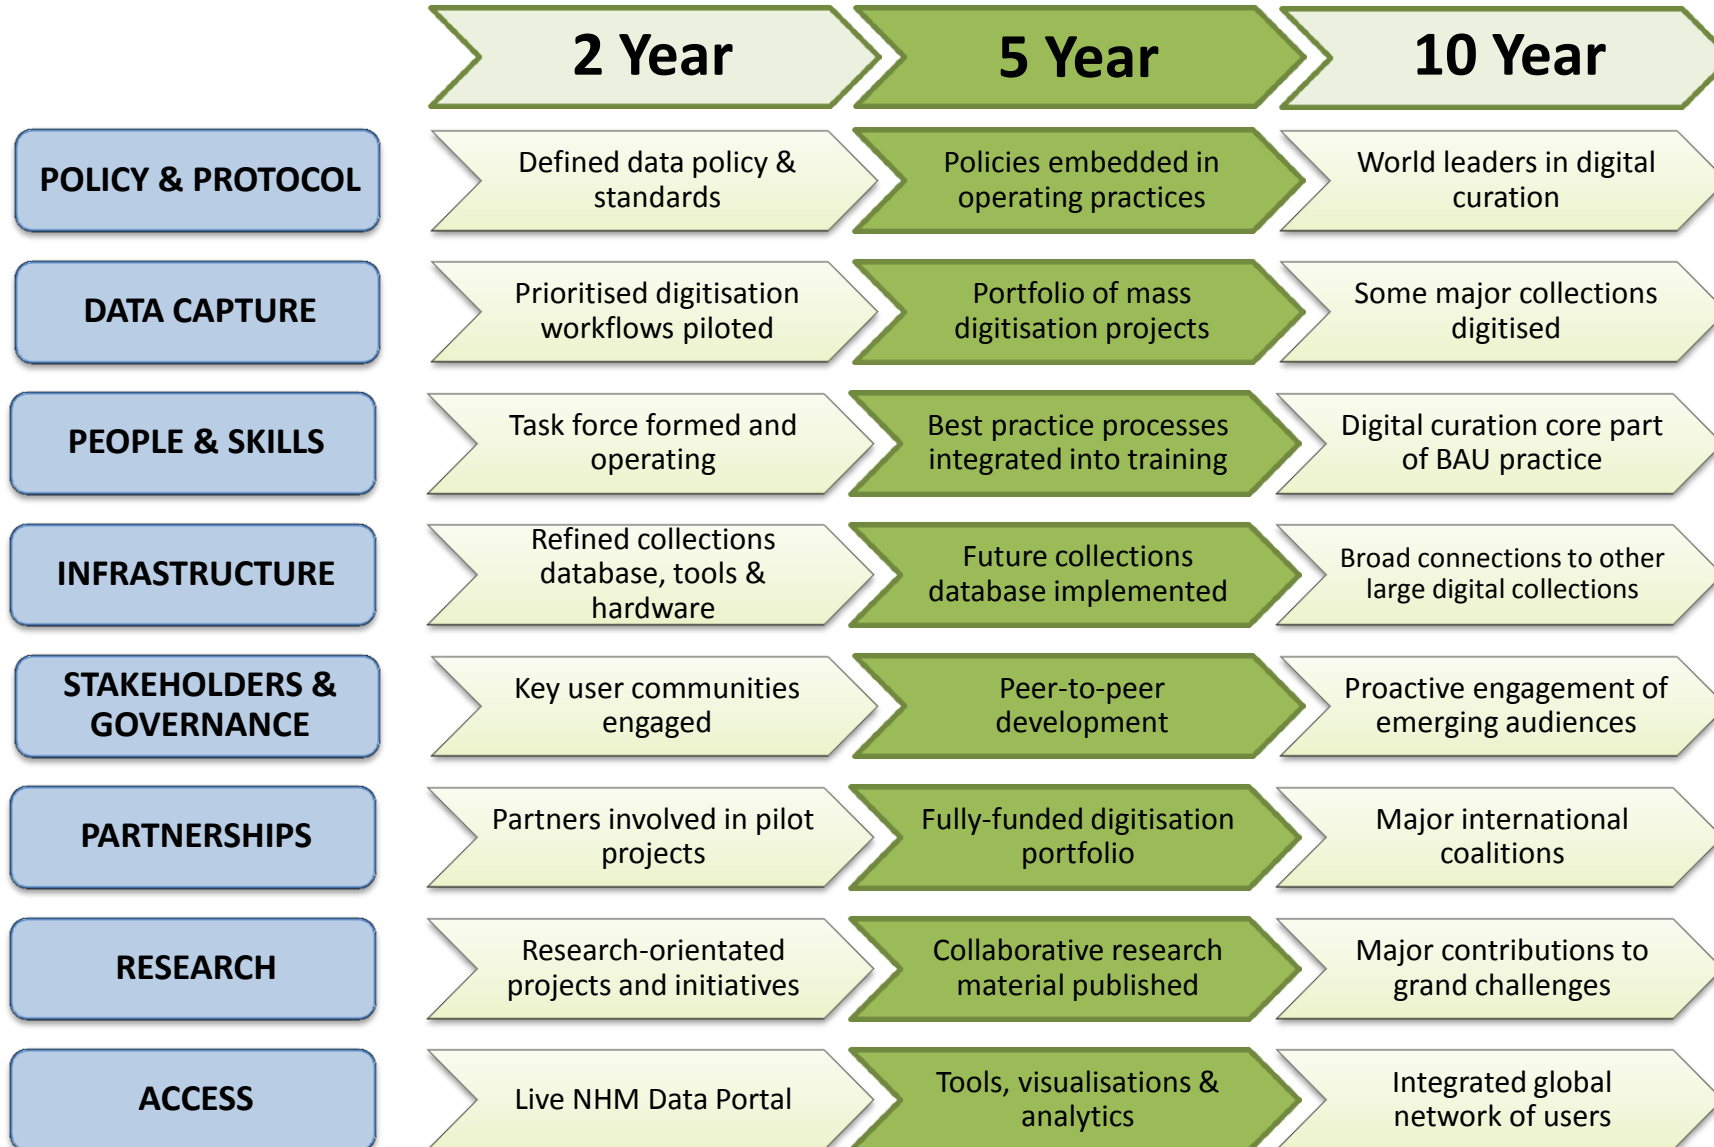 2 Year
5 Year
10 Year
POLICY & PROTOCOL
Defined data policy &
standards
Policies embedded in
operating practices
World leaders in digital
curation
DATA CAPTURE
Prioritised digitisation
workflows piloted
Portfolio of mass
digitisation projects
Some major collections
digitised
PEOPLE & SKILLS
Task force formed and
operating
Best practice processes
integrated into training
Digital curation core part
of BAU practice
INFRASTRUCTURE
Refined collections
database, tools &
hardware
Future collections
database implemented
Broad connections to other
large digital collections
STAKEHOLDERS &
GOVERNANCE
Key user communities
engaged
Peer-to-peer
development
Proactive engagement of
emerging audiences
PARTNERSHIPS
Partners involved in pilot
projects
Fully-funded digitisation
portfolio
Major international
coalitions
RESEARCH
Research-orientated
projects and initiatives
Collaborative research
material published
Major contributions to
grand challenges
ACCESS
Live NHM Data Portal
Tools, visualisations &
analytics
Integrated global
network of users